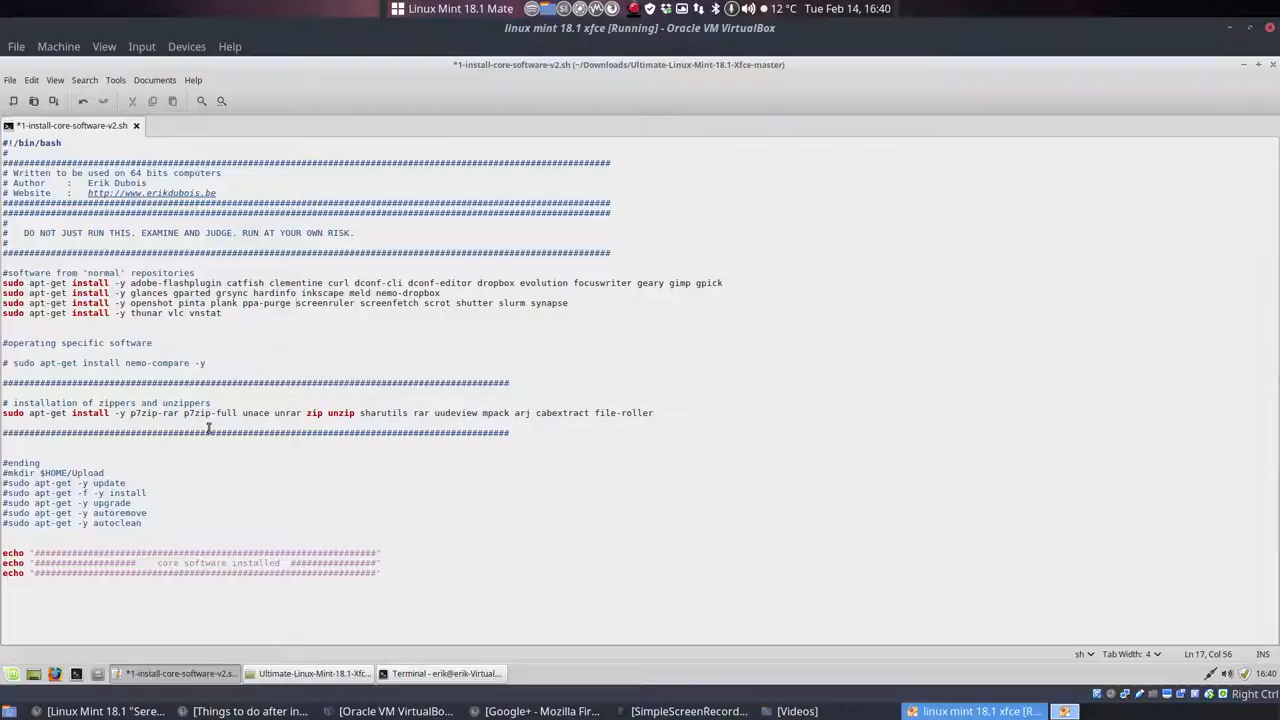 Linux Mint 18.1 Mate
12 °C Tue Feb 14, 16:40
linux mint 18.1 xfce [Running] - Oracle VM VirtualBox
File Machine View Input Devices Help
*1-install-core-software-v2.sh (~/Downloads/Ultimate-Linux-Mint-18.1-Xfce-master)
File Edit View Search Tools Documents Help
*1-install-core-software-v2.sh
#!/bin/bash
#
##################################################################################################################
# Written to be used on 64 bits computers
# Author : Erik Dubois
# Website : http://www.erikdubois.be
##################################################################################################################
##################################################################################################################
#
# DO NOT JUST RUN THIS. EXAMINE AND JUDGE. RUN AT YOUR OWN RISK.
#
##################################################################################################################
#software from 'normal' repositories
sudo apt-get install -y adobe-flashplugin catfish clementine curl dconf-cli dconf-editor dropbox evolution focuswriter geary gimp gpick
sudo apt-get install -y glances gparted grsync hardinfo inkscape meld nemo-dropbox
sudo apt-get install -y openshot pinta plank ppa-purge screenruler screenfetch scrot shutter slurm synapse
sudo apt-get install -y thunar vlc vnstat
#operating specific software
# sudo apt-get install nemo-compare -y
###############################################################################################
# installation of zippers and unzippers
sudo apt-get install -y p7zip-rar p7zip-full unace unrar zip unzip sharutils rar uudeview mpack arj cabextract file-roller
###############################################################################################
#ending
#mkdir $HOME/Upload
#sudo apt-get -y update
#sudo apt-get -f -y install
#sudo apt-get -y upgrade
#sudo apt-get -y autoremove
#sudo apt-get -y autoclean
echo "################################################################"
echo "################### core software installed ################"
echo "################################################################"
sh Tab Width: 4 Ln 17, Col 56 INS
*1-install-core-software-v2.s... Ultimate-Linux-Mint-18.1-Xfc... Terminal - erik@erik-Virtual... 16:40
Right Ctrl
[Linux Mint 18.1 "Sere... [Things to do after in... [Oracle VM VirtualBo... [Google+ - Mozilla Fir... [SimpleScreenRecord... [Videos] linux mint 18.1 xfce [R...